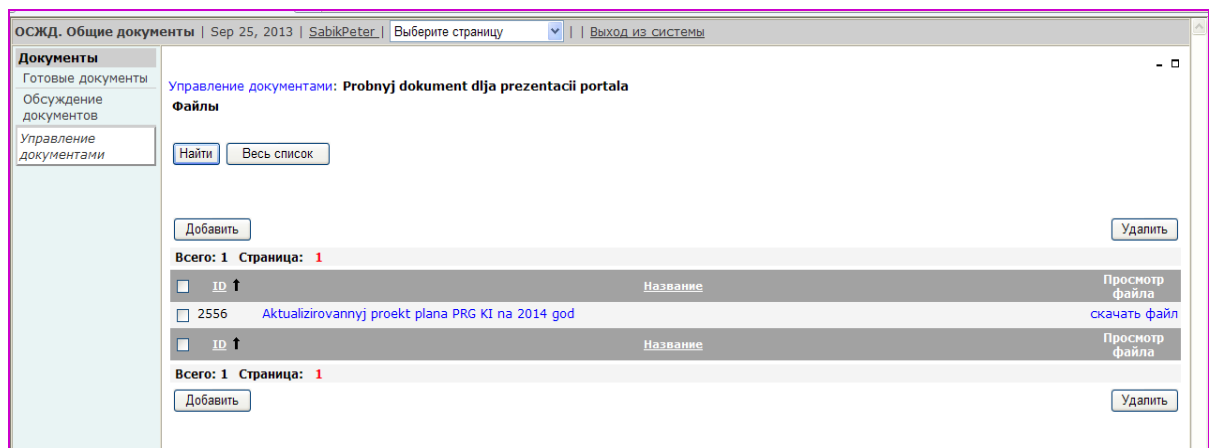 ОСЖД. Общие документы | Sep 25, 2013 | SabikPeter | Выберите страницу | | Выход из системы
Документы
Готовые документы
Обсуждение
документов
Управление
документами
Управление документами: Probnyj dokument dlja prezentacii portala
Файлы
Найти Весь список
Добавить Удалить
Всего: 1 Страница: 1
ID Название Просмотр
файла
2556 Aktualizirovannyj proekt plana PRG KI na 2014 god скачать файл
ID Название Просмотр
файла
Всего: 1 Страница: 1
Добавить Удалить